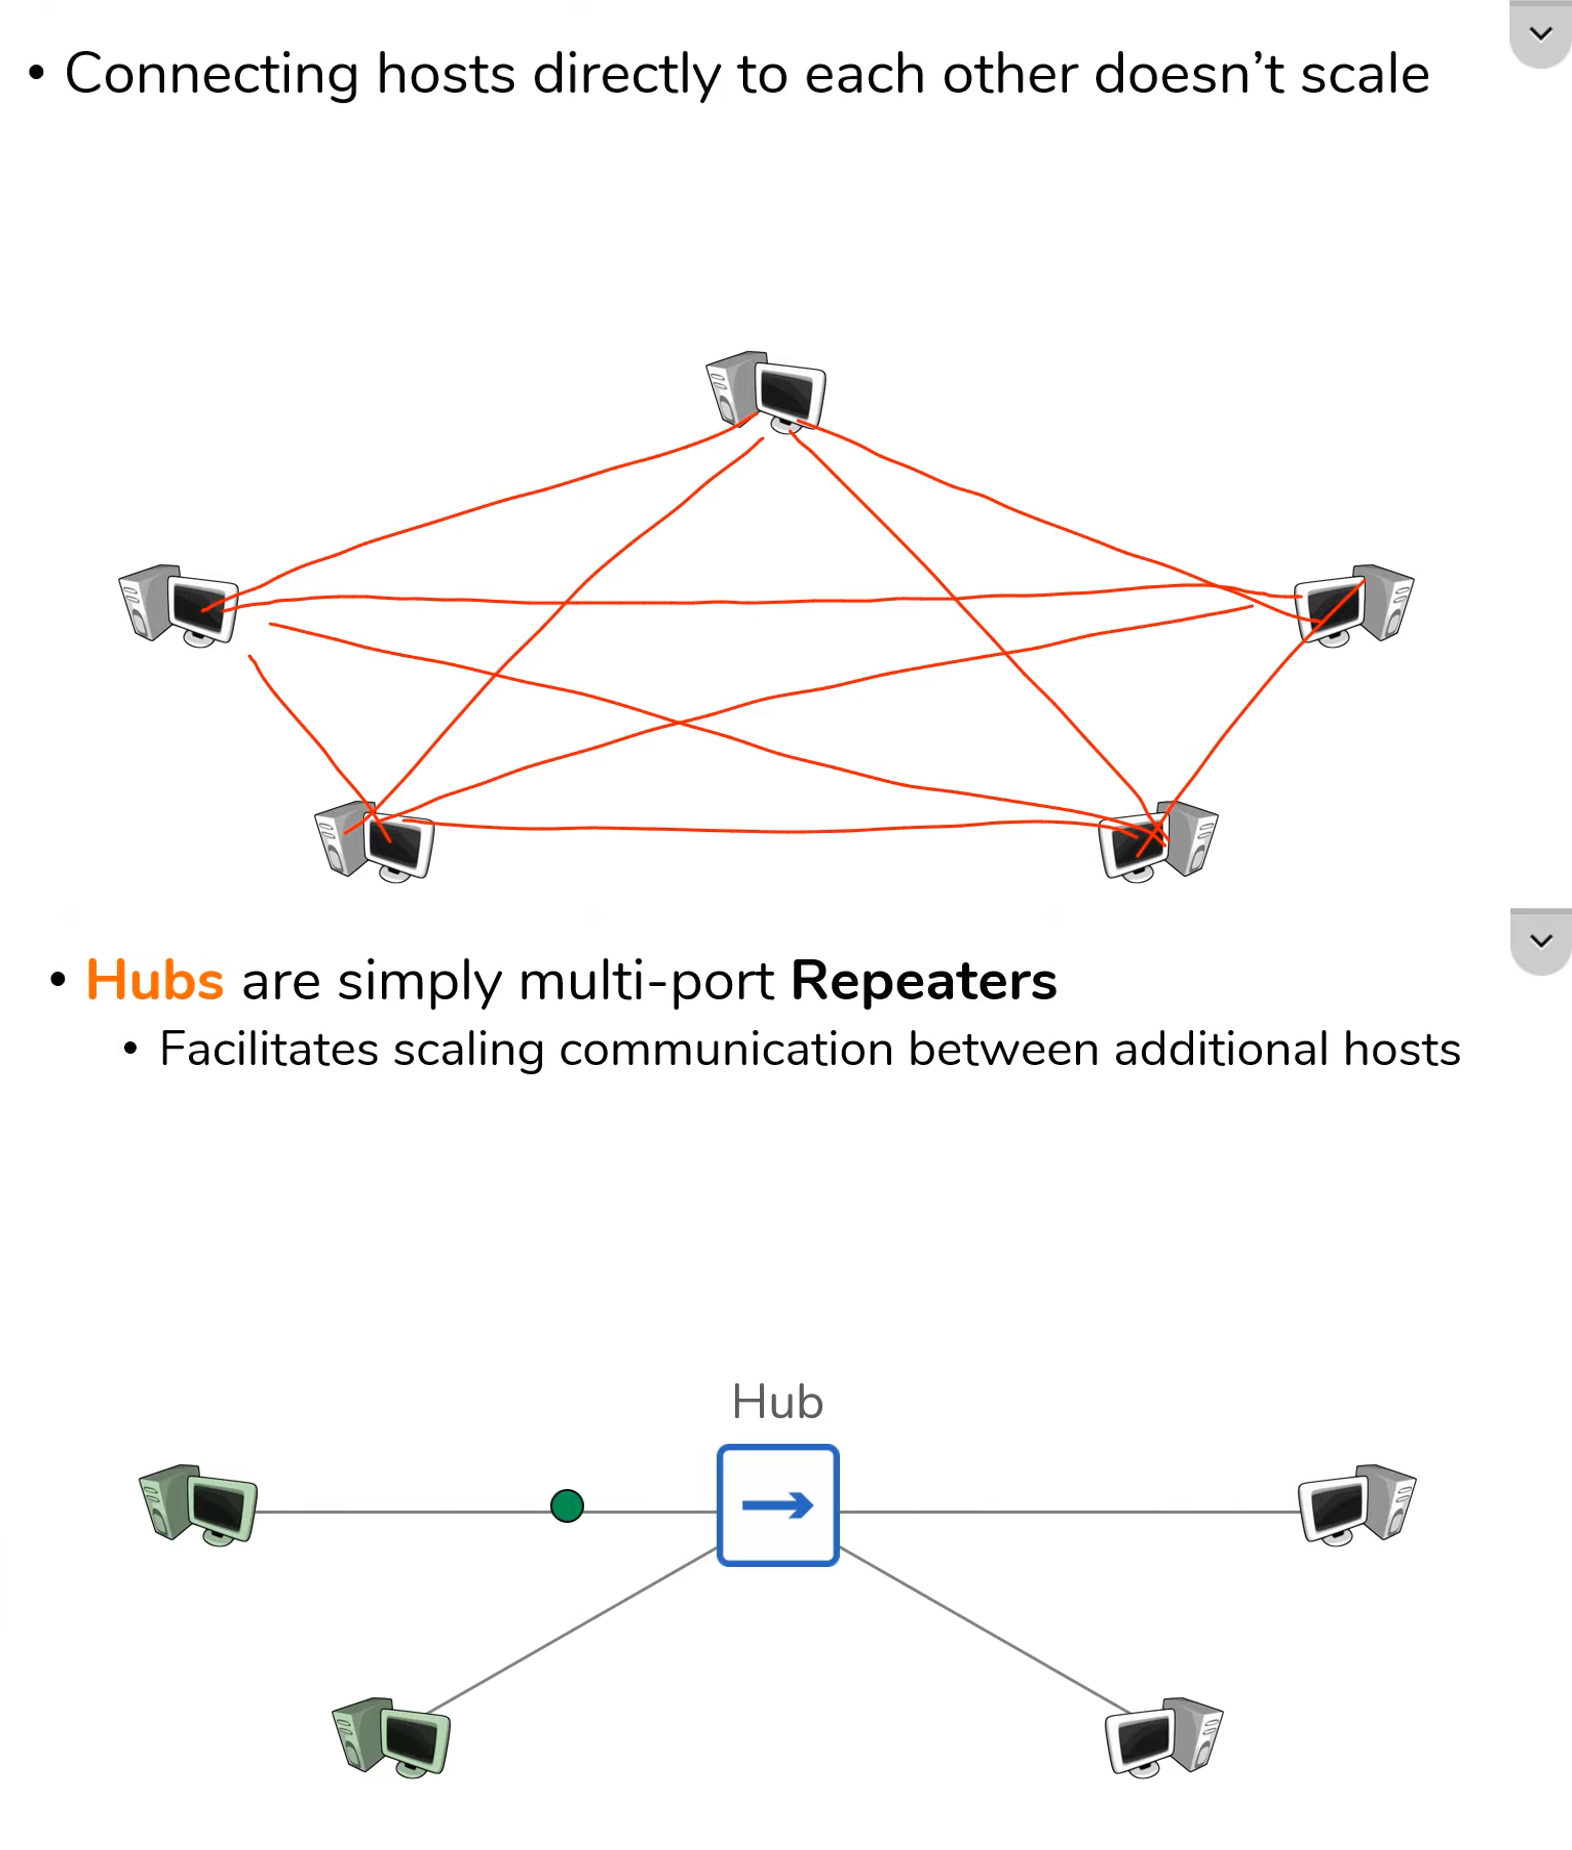 • Connecting hosts directly to each other doesn’t scale
• Hubs are simply multi-port Repeaters
• Facilitates scaling communication between additional hosts
Hub